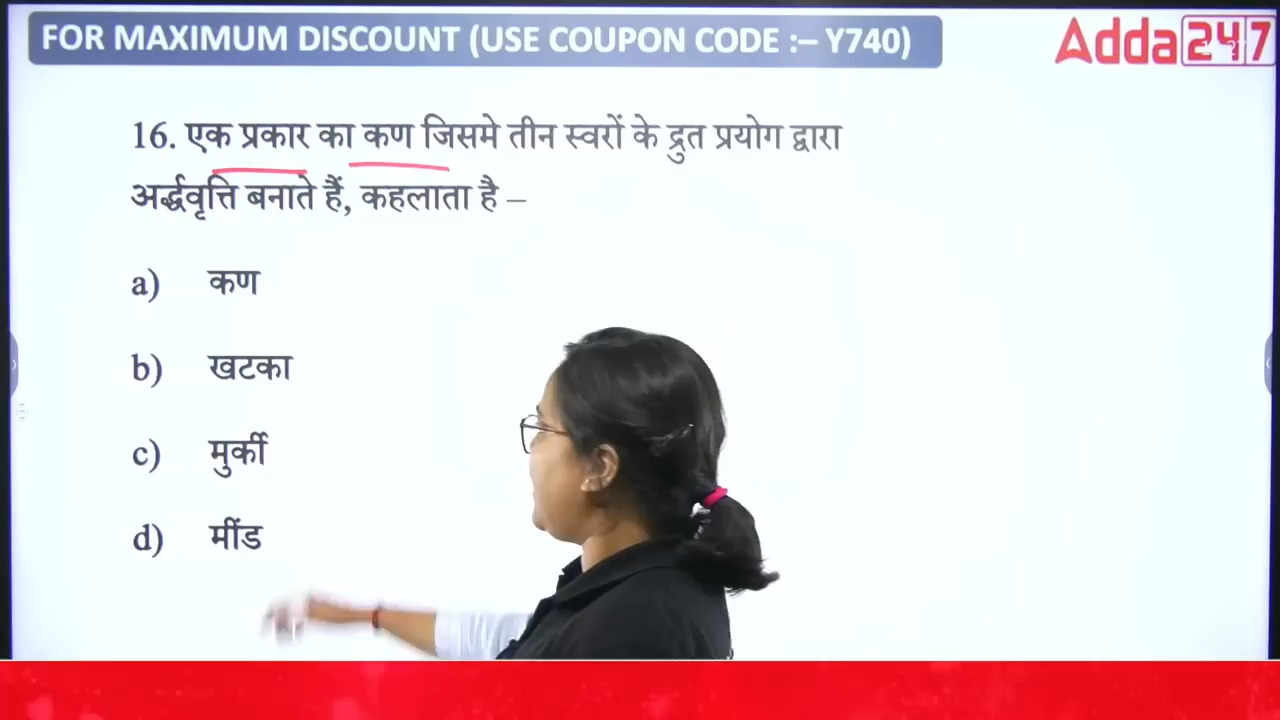 FOR MAXIMUM DISCOUNT (USE COUPON CODE :– Y740)
Adda247
16. एक प्रकार का कण जिसमे तीन स्वरों के द्रुत प्रयोग द्वारा
अर्द्धवृत्ति बनाते हैं, कहलाता है –
a) कण
b) खटका
c) मुर्की
d) मींड